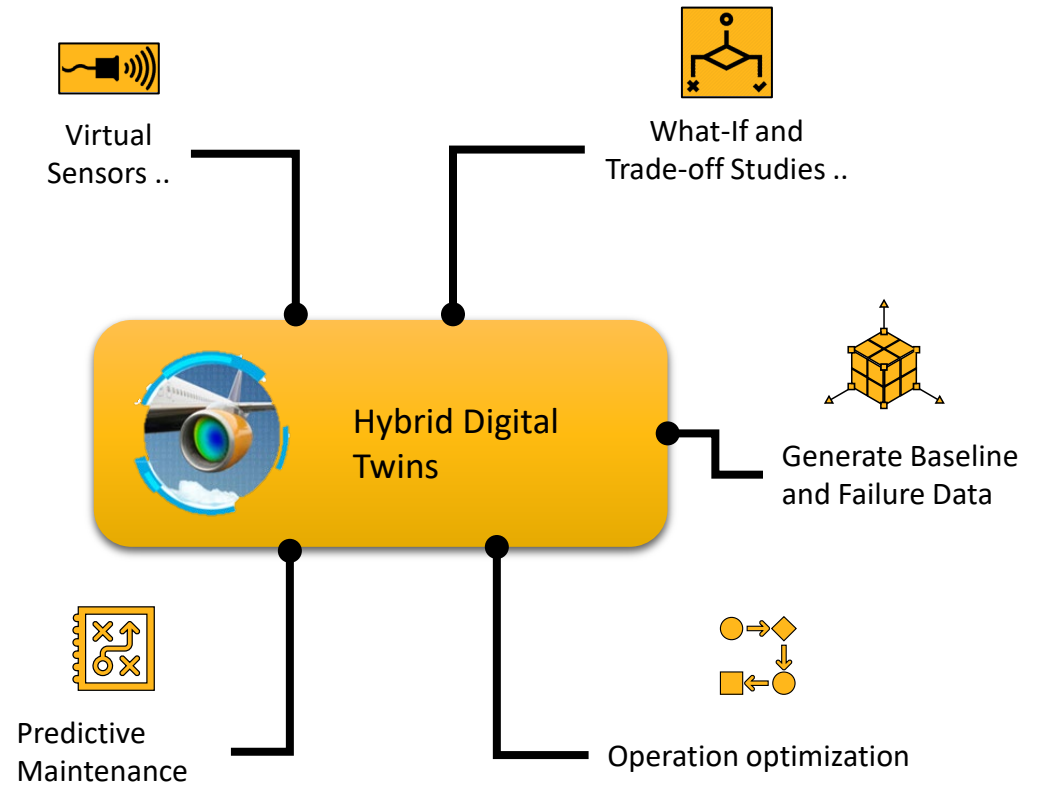 Virtual
Sensors ..
What-If and
Trade-off Studies ..
Hybrid Digital
Twins
Generate Baseline
and Failure Data
Predictive
Maintenance
Operation optimization